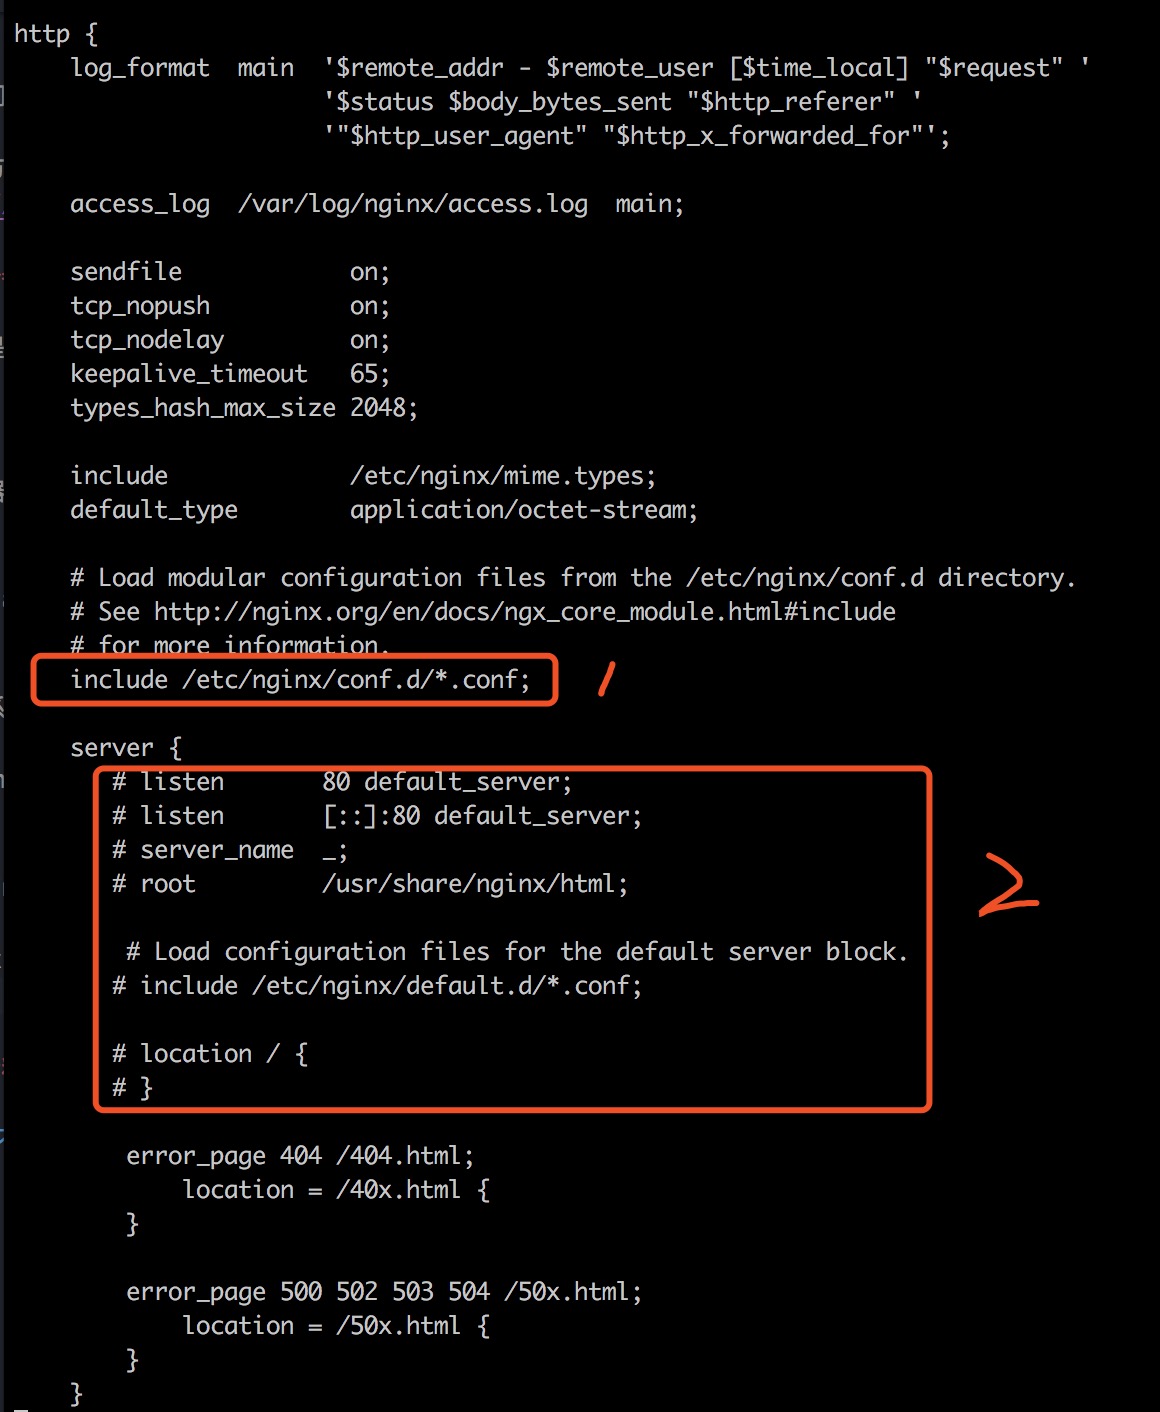 http {
    log_format  main  '$remote_addr - $remote_user [$time_local] "$request" '
                      '$status $body_bytes_sent "$http_referer" '
                      '"$http_user_agent" "$http_x_forwarded_for"';
    access_log  /var/log/nginx/access.log  main;
    sendfile            on;
    tcp_nopush          on;
    tcp_nodelay         on;
    keepalive_timeout   65;
    types_hash_max_size 2048;
    include             /etc/nginx/mime.types;
    default_type        application/octet-stream;
    # Load modular configuration files from the /etc/nginx/conf.d directory.
    # See http://nginx.org/en/docs/ngx_core_module.html#include
    # for more information.
    include /etc/nginx/conf.d/*.conf;
1
    server {
       # listen       80 default_server;
       # listen       [::]:80 default_server;
       # server_name  _;
       # root         /usr/share/nginx/html;
2
        # Load configuration files for the default server block.
       # include /etc/nginx/default.d/*.conf;
       # location / {
       # }
        error_page 404 /404.html;
            location = /40x.html {
        }
        error_page 500 502 503 504 /50x.html;
            location = /50x.html {
        }
    }